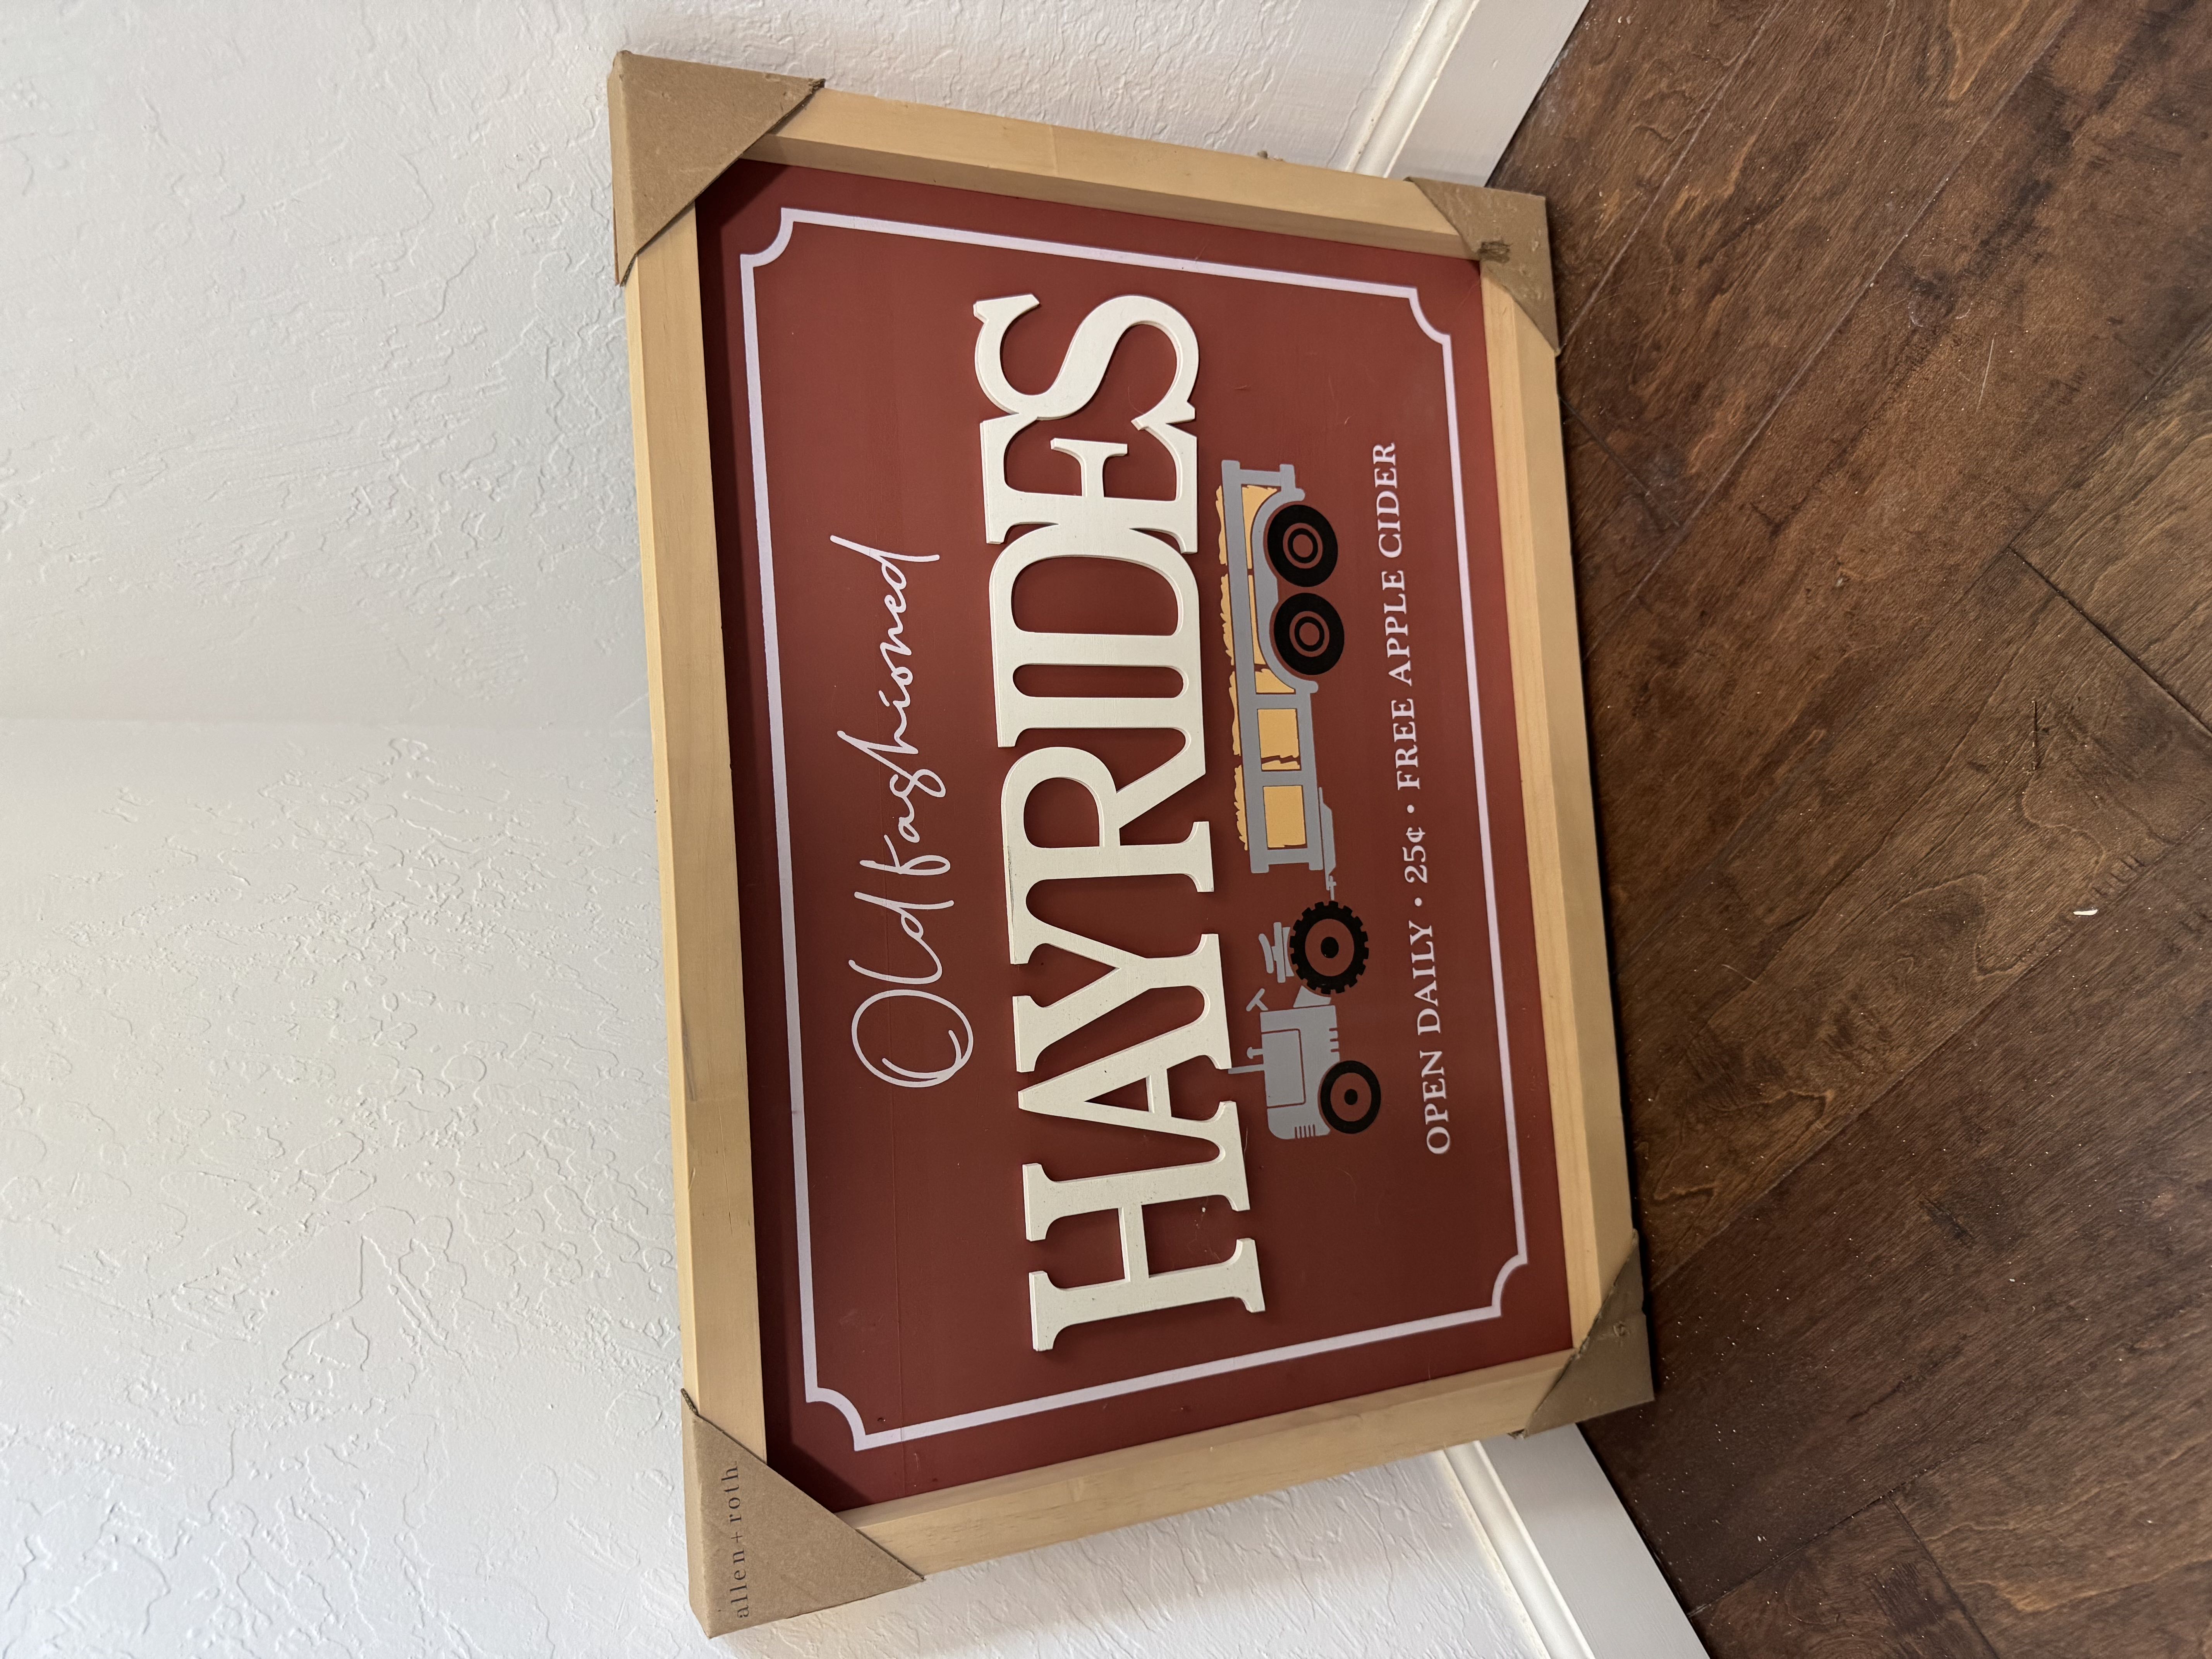 allen + roth
Old fashioned
HAYRIDES
OPEN DAILY • 25¢ • FREE APPLE CIDER